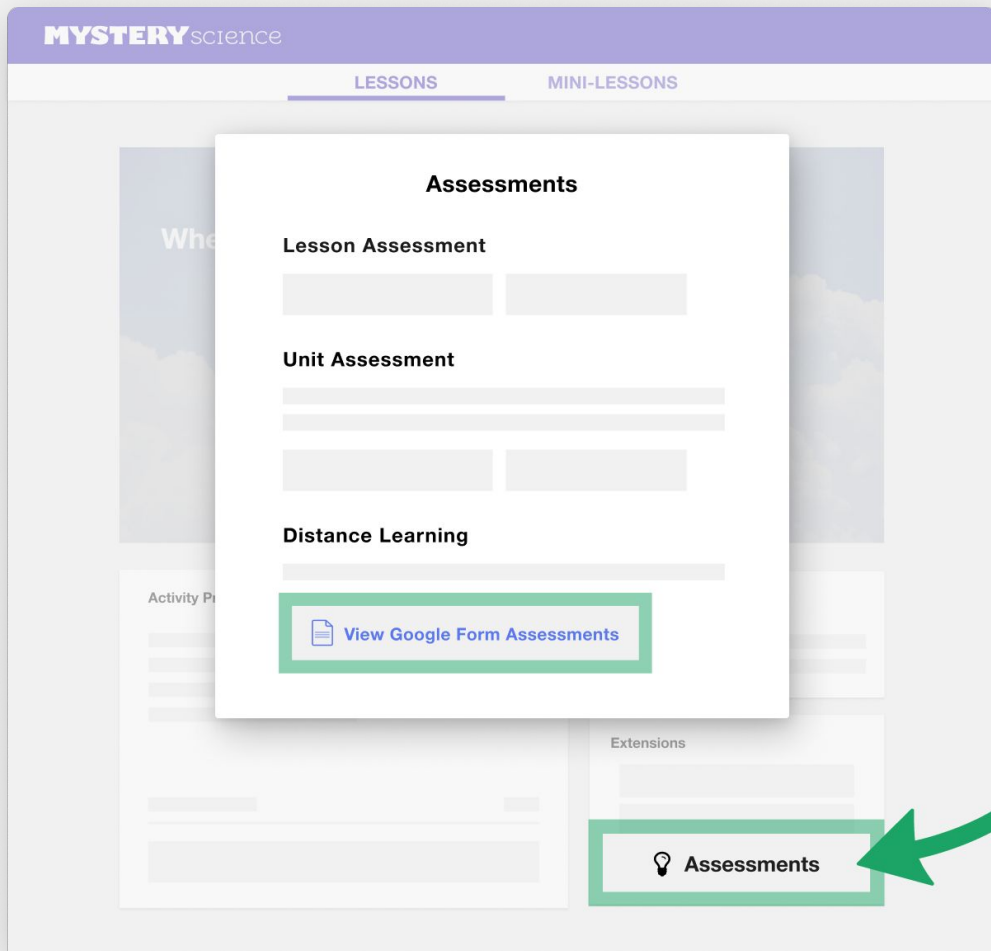 MYSTERYscience
LESSONS
MINI-LESSONS
Whe
Assessments
Lesson Assessment
Unit Assessment
Distance Learning
View Google Form Assessments
Activity Pr
Extensions
Assessments